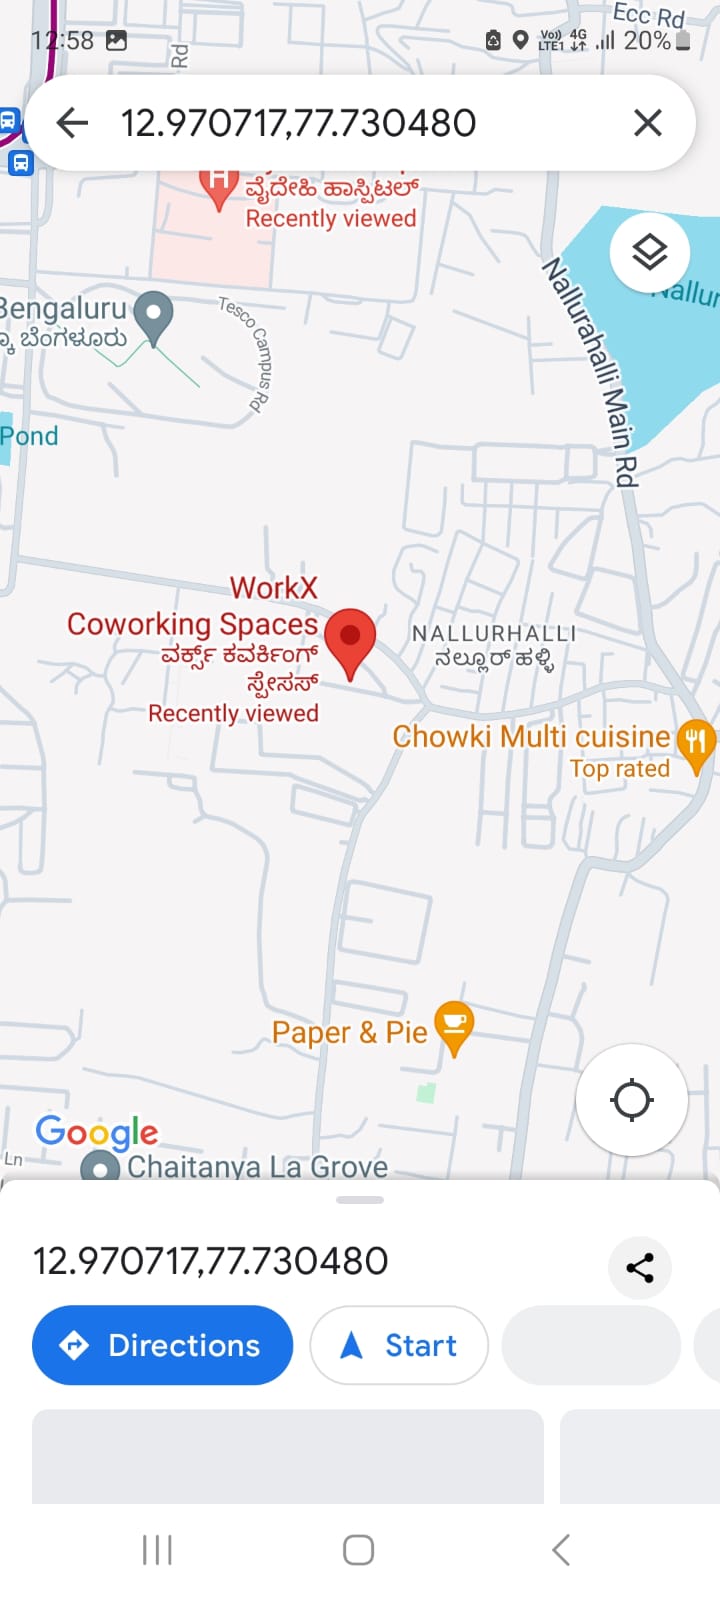 Ecc Rd
12:58
Vo)) 4G
LTE1
20%
Rd
12.970717,77.730480
H
ವೈದೇಹಿ ಹಾಸ್ಪಿಟಲ್
Recently viewed
Nallur
Bengaluru
ಬೆಂಗಳೂರು
Tesco Campus Rd
Nallurahalli Main Rd
Pond
WorkX
Coworking Spaces
ವರ್ಕ್ಸ್ ಕವರ್ಕಿಂಗ್
ಸ್ಪೇಸಸ್
Recently viewed
NALLURHALLI
ನಲ್ಲೂರ್ ಹಳ್ಳಿ
Chowki Multi cuisine
Top rated
Paper & Pie
Google
Ln
Chaitanya La Grove
12.970717,77.730480
Directions
Start